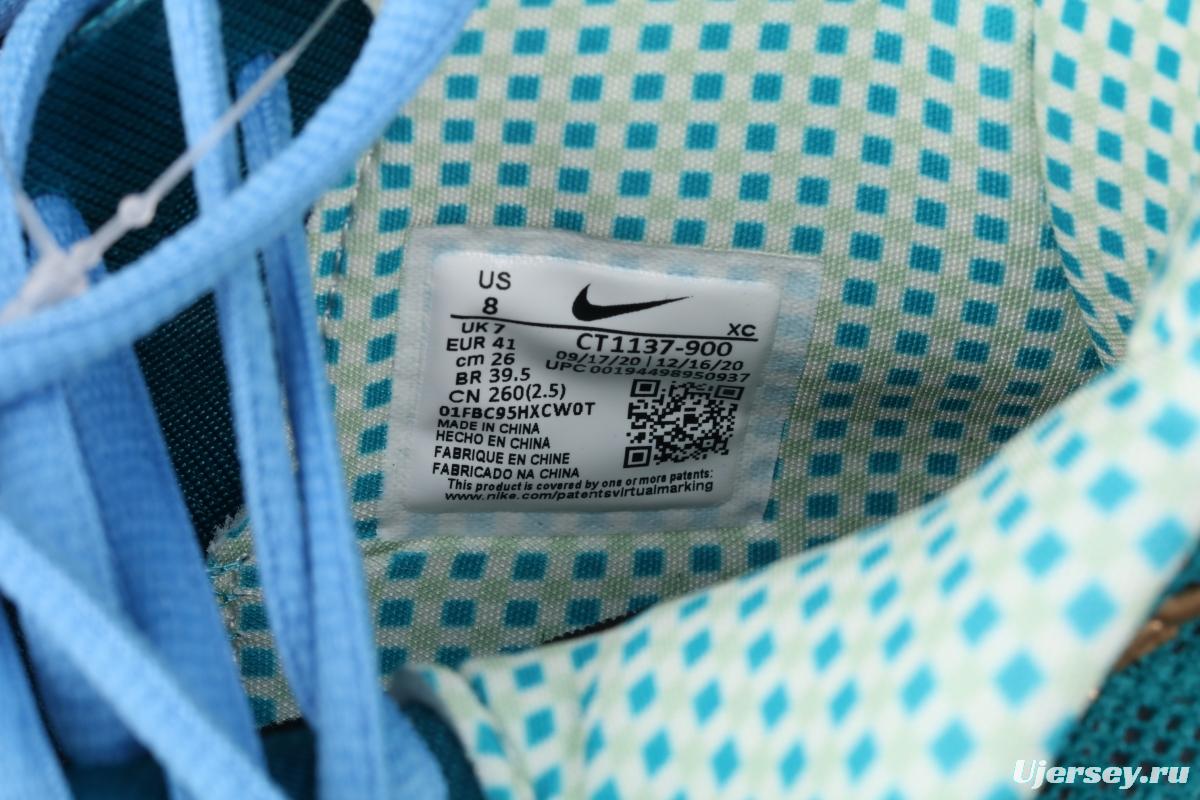 US
8
XC
UK 7
CT1137-900
EUR 41
09/17/20 | 12/16/20
cm 26
UPC 00194498950937
BR 39.5
CN 260(2.5)
01FBC95HXCW0T
MADE IN CHINA
HECHO EN CHINA
FABRIQUE EN CHINE
FABRICADO NA CHINA
This product is covered by one or more patents:
www.nike.com/patentsvirtualmarking
Ujersey.ru